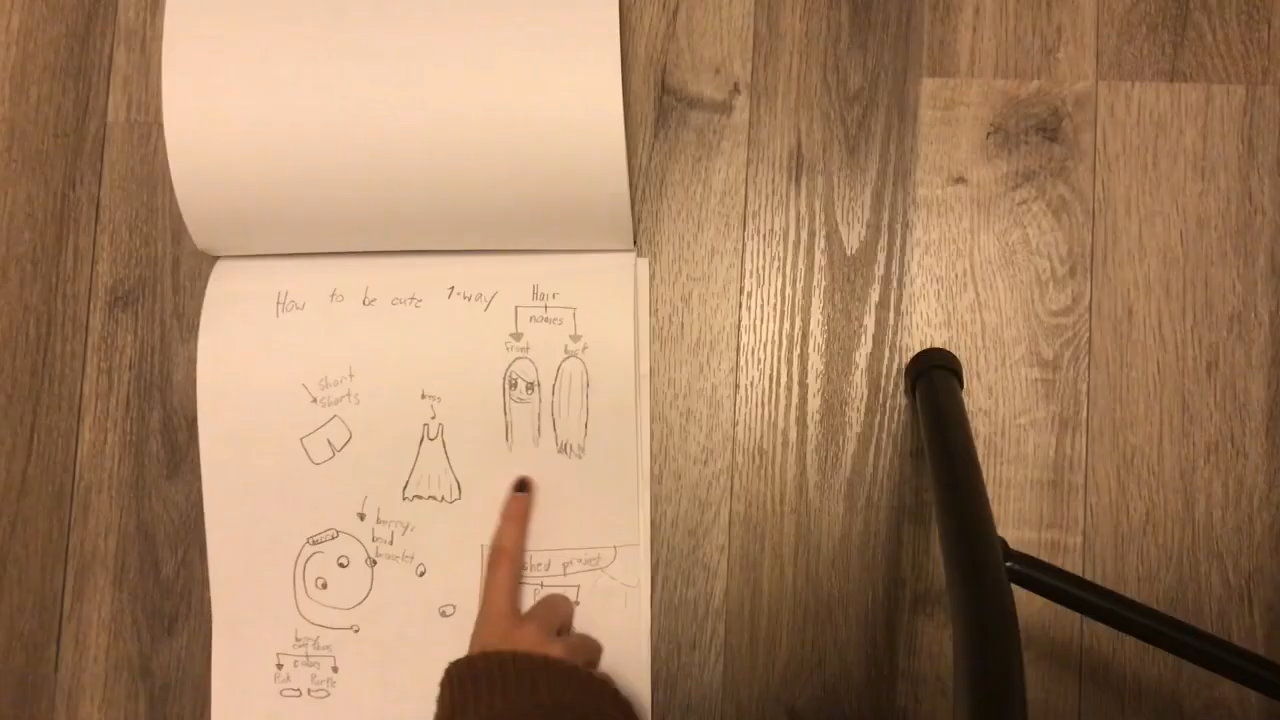 How to be cute 1-way
Hair
names
Front
Back
short
shorts
Dress
berry
bead
bracelet
berry
shed project
colors
Pink Purple